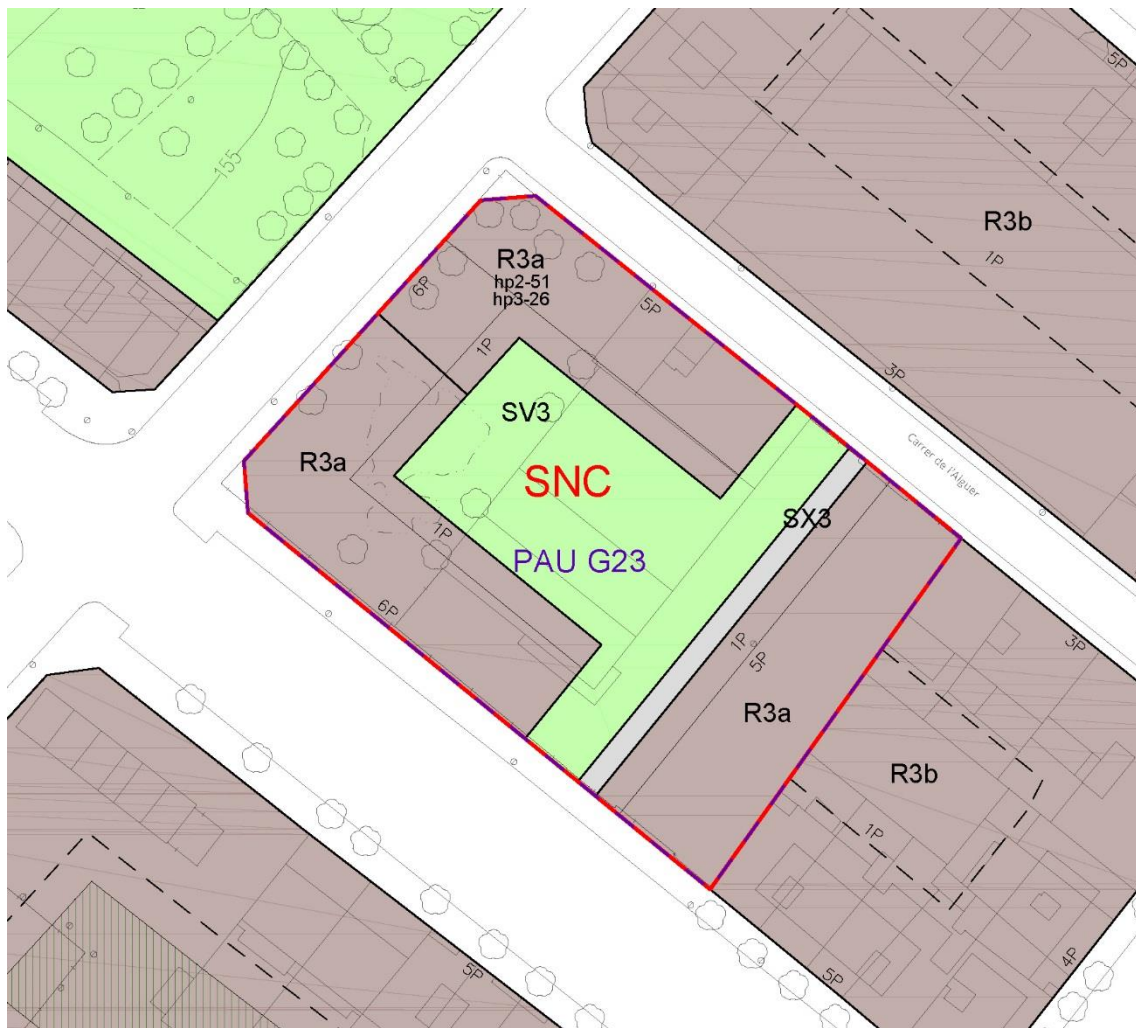 5P
155
R3b
1P
R3a
hp2-51
hp3-26
6P
5P
1P
3P
SV3
Carrer de l'Alguer
R3a
SNC
SX3
1P
PAU G23
6P
1P
5P
3P
R3a
R3b
1P
5P
5P
4P